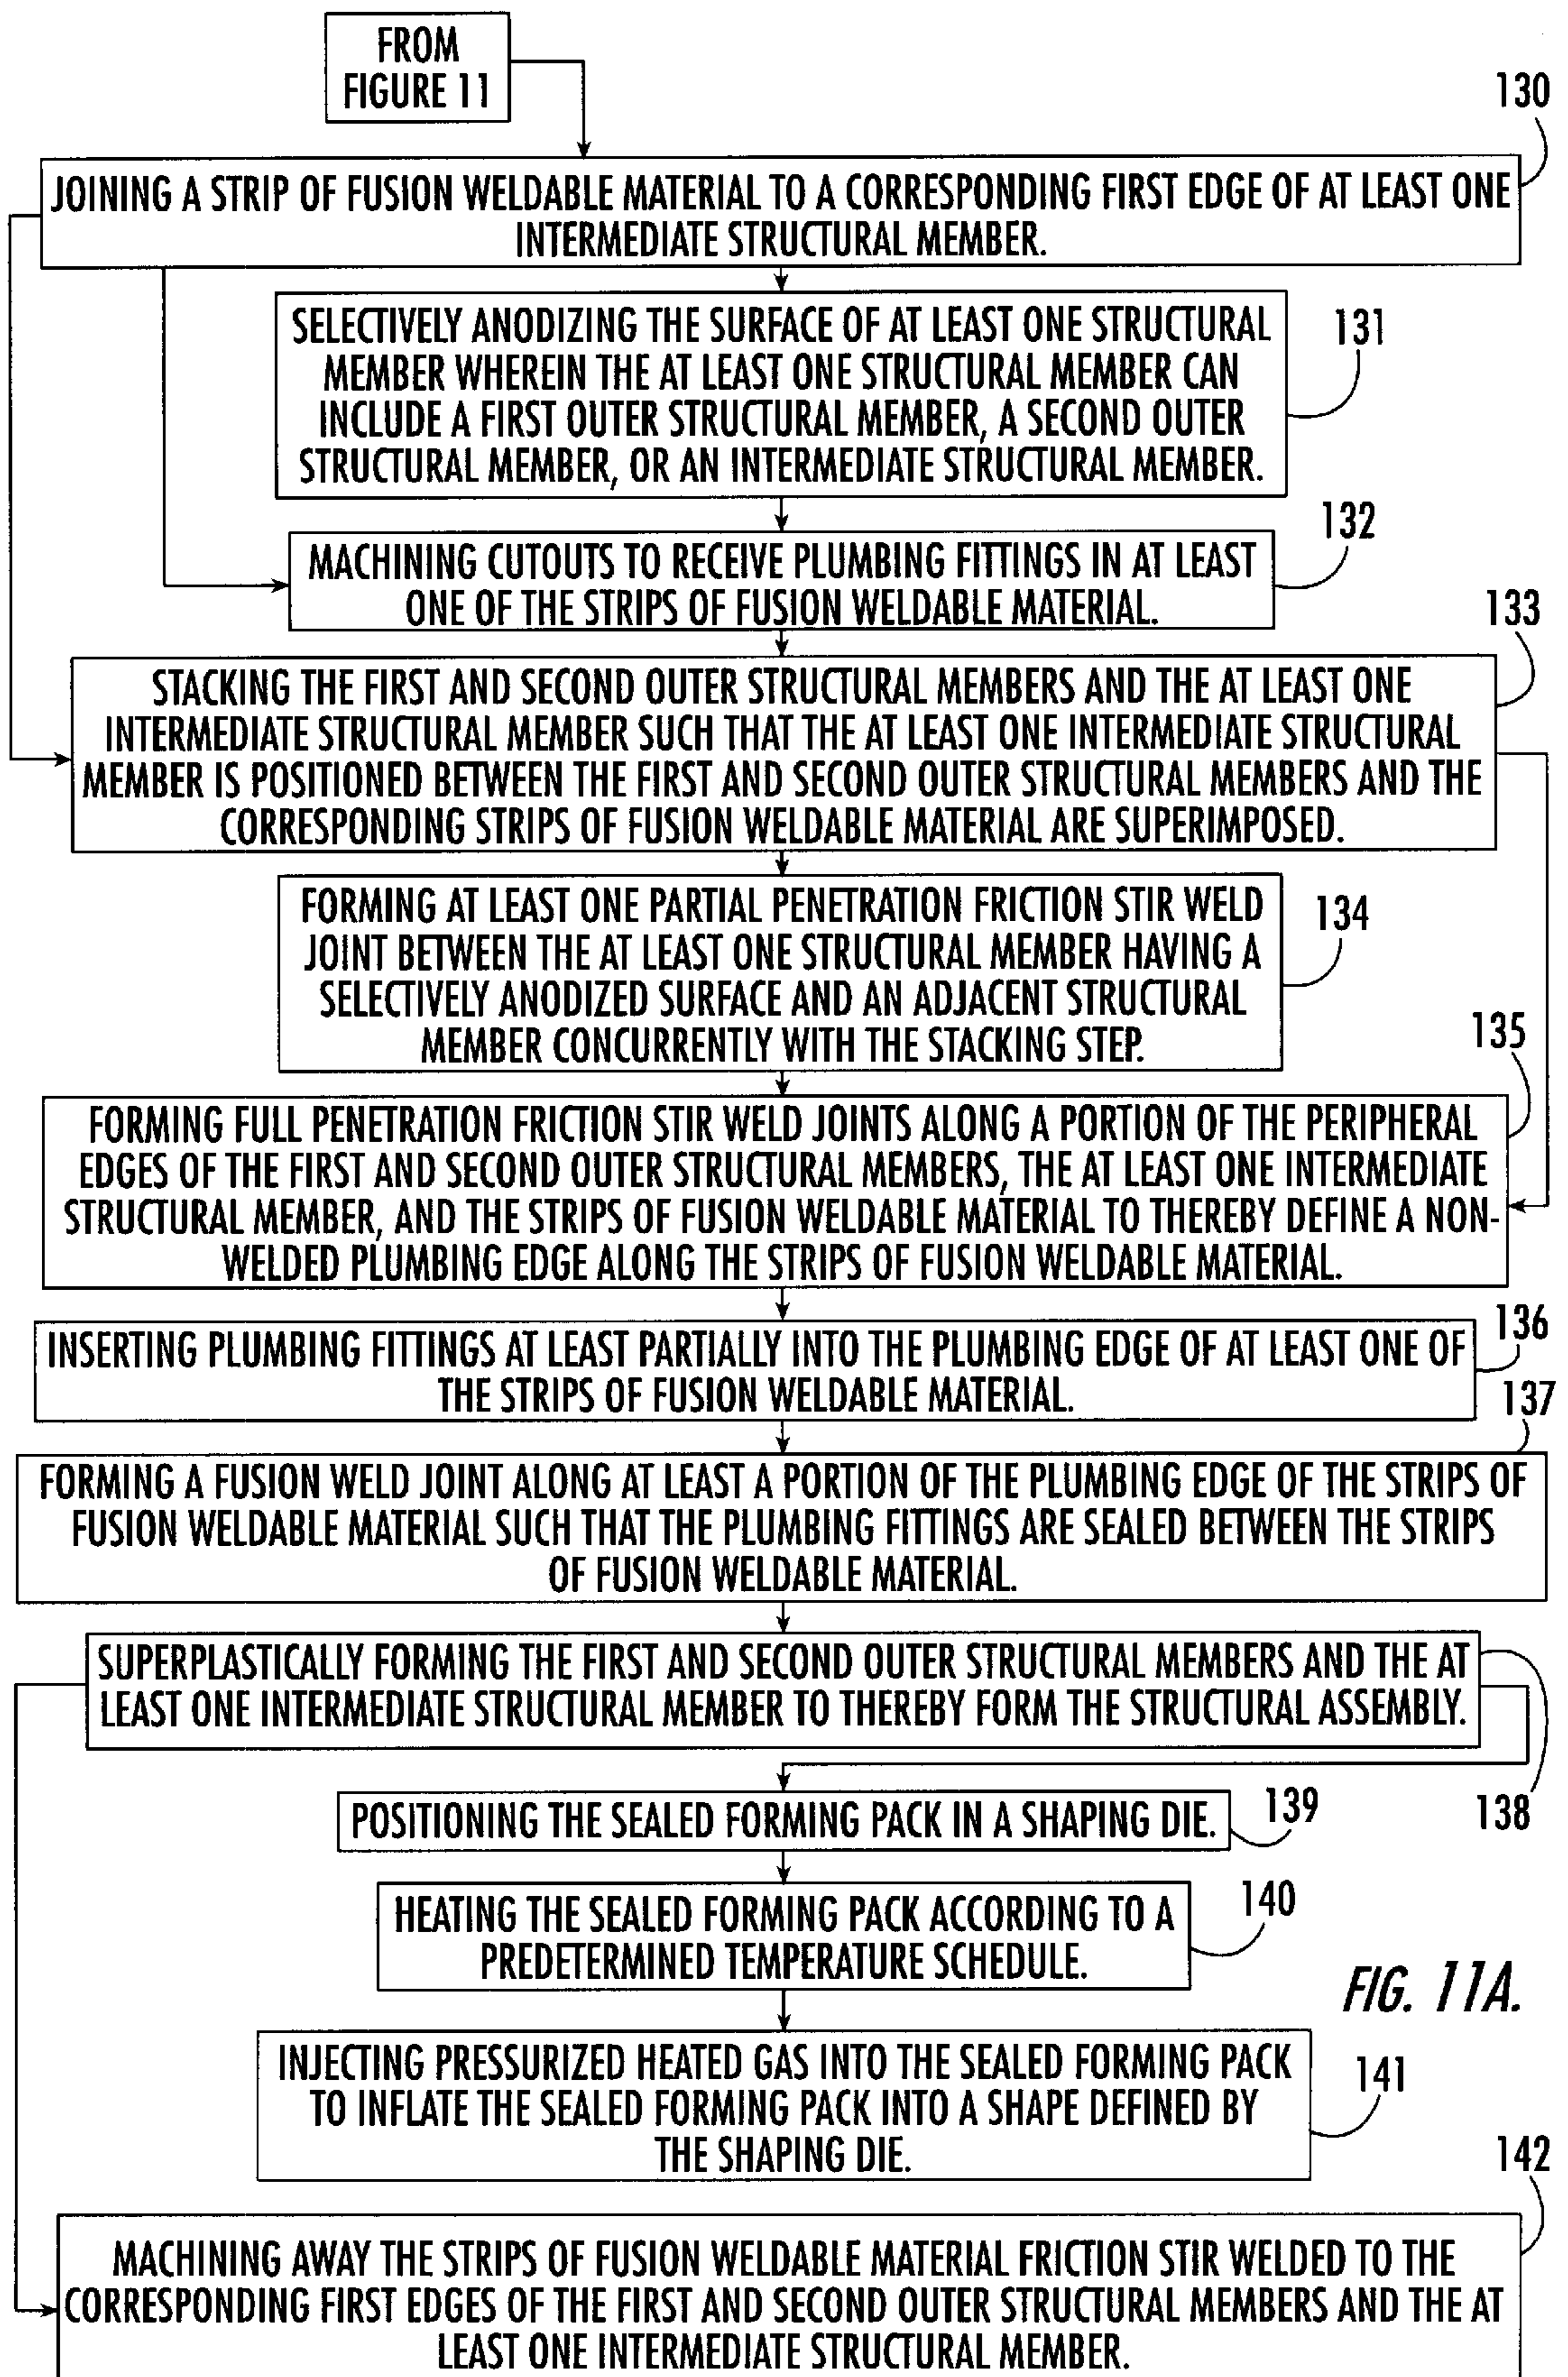 FROM
FIGURE 11
130
JOINING A STRIP OF FUSION WELDABLE MATERIAL TO A CORRESPONDING FIRST EDGE OF AT LEAST ONE
INTERMEDIATE STRUCTURAL MEMBER.
SELECTIVELY ANODIZING THE SURFACE OF AT LEAST ONE STRUCTURAL
MEMBER WHEREIN THE AT LEAST ONE STRUCTURAL MEMBER CAN
INCLUDE A FIRST OUTER STRUCTURAL MEMBER, A SECOND OUTER
STRUCTURAL MEMBER, OR AN INTERMEDIATE STRUCTURAL MEMBER.
131
132
MACHINING CUTOUTS TO RECEIVE PLUMBING FITTINGS IN AT LEAST
ONE OF THE STRIPS OF FUSION WELDABLE MATERIAL.
133
STACKING THE FIRST AND SECOND OUTER STRUCTURAL MEMBERS AND THE AT LEAST ONE
INTERMEDIATE STRUCTURAL MEMBER SUCH THAT THE AT LEAST ONE INTERMEDIATE STRUCTURAL
MEMBER IS POSITIONED BETWEEN THE FIRST AND SECOND OUTER STRUCTURAL MEMBERS AND THE
CORRESPONDING STRIPS OF FUSION WELDABLE MATERIAL ARE SUPERIMPOSED.
FORMING AT LEAST ONE PARTIAL PENETRATION FRICTION STIR WELD
JOINT BETWEEN THE AT LEAST ONE STRUCTURAL MEMBER HAVING A
SELECTIVELY ANODIZED SURFACE AND AN ADJACENT STRUCTURAL
MEMBER CONCURRENTLY WITH THE STACKING STEP.
134
135
FORMING FULL PENETRATION FRICTION STIR WELD JOINTS ALONG A PORTION OF THE PERIPHERAL
EDGES OF THE FIRST AND SECOND OUTER STRUCTURAL MEMBERS, THE AT LEAST ONE INTERMEDIATE
STRUCTURAL MEMBER, AND THE STRIPS OF FUSION WELDABLE MATERIAL TO THEREBY DEFINE A NON-
WELDED PLUMBING EDGE ALONG THE STRIPS OF FUSION WELDABLE MATERIAL.
136
INSERTING PLUMBING FITTINGS AT LEAST PARTIALLY INTO THE PLUMBING EDGE OF AT LEAST ONE OF
THE STRIPS OF FUSION WELDABLE MATERIAL.
137
FORMING A FUSION WELD JOINT ALONG AT LEAST A PORTION OF THE PLUMBING EDGE OF THE STRIPS OF
FUSION WELDABLE MATERIAL SUCH THAT THE PLUMBING FITTINGS ARE SEALED BETWEEN THE STRIPS
OF FUSION WELDABLE MATERIAL.
SUPERPLASTICALLY FORMING THE FIRST AND SECOND OUTER STRUCTURAL MEMBERS AND THE AT
LEAST ONE INTERMEDIATE STRUCTURAL MEMBER TO THEREBY FORM THE STRUCTURAL ASSEMBLY.
138
POSITIONING THE SEALED FORMING PACK IN A SHAPING DIE.
139
HEATING THE SEALED FORMING PACK ACCORDING TO A
PREDETERMINED TEMPERATURE SCHEDULE.
140
FIG. 11A.
INJECTING PRESSURIZED HEATED GAS INTO THE SEALED FORMING PACK
TO INFLATE THE SEALED FORMING PACK INTO A SHAPE DEFINED BY
THE SHAPING DIE.
141
142
MACHINING AWAY THE STRIPS OF FUSION WELDABLE MATERIAL FRICTION STIR WELDED TO THE
CORRESPONDING FIRST EDGES OF THE FIRST AND SECOND OUTER STRUCTURAL MEMBERS AND THE AT
LEAST ONE INTERMEDIATE STRUCTURAL MEMBER.